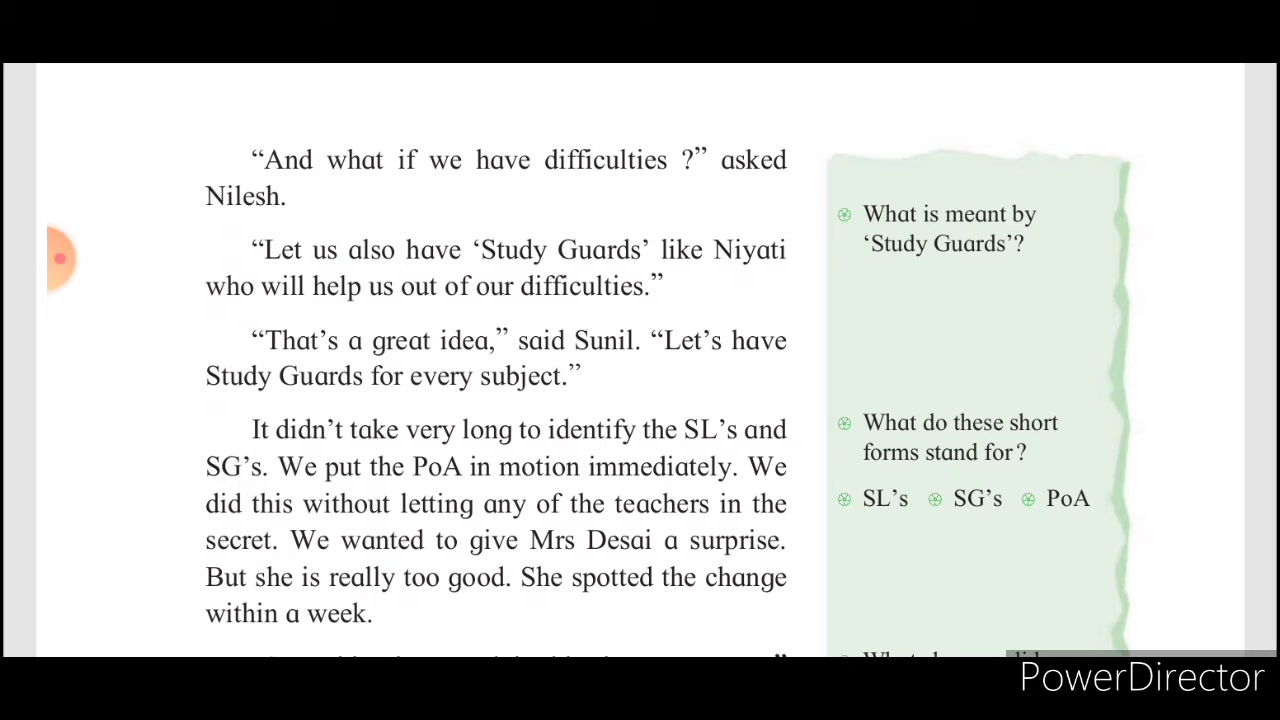 “And what if we have difficulties ?” asked
Nilesh.
“Let us also have ‘Study Guards’ like Niyati
who will help us out of our difficulties.”
“That’s a great idea,” said Sunil. “Let’s have
Study Guards for every subject.”
It didn’t take very long to identify the SL’s and
SG’s. We put the PoA in motion immediately. We
did this without letting any of the teachers in the
secret. We wanted to give Mrs Desai a surprise.
But she is really too good. She spotted the change
within a week.
What is meant by
‘Study Guards’?
What do these short
forms stand for ?
SL’s SG’s PoA
PowerDirector